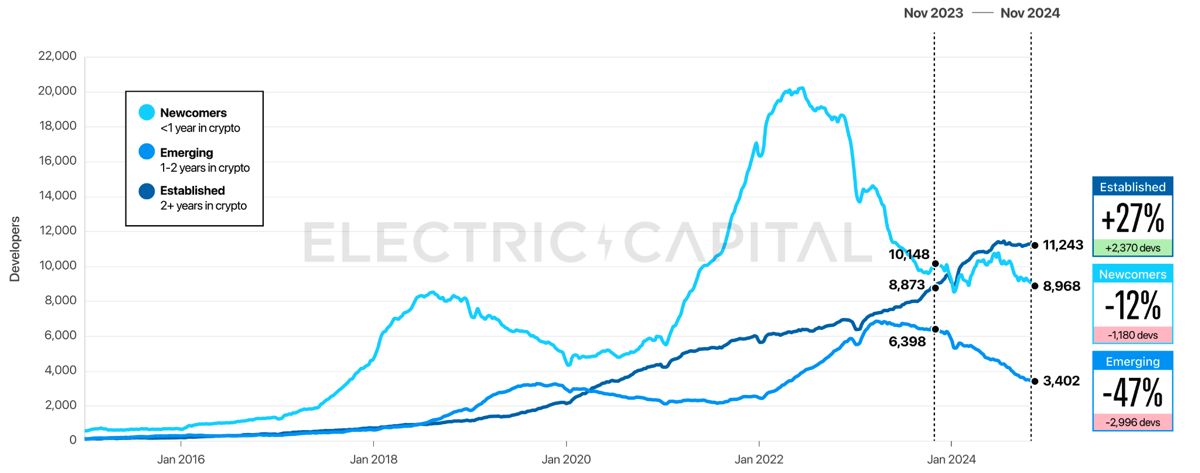 Nov 2023
Nov 2024
22,000
20,000
18,000
16,000
14,000
12,000
10,000
8,000
6,000
4,000
2,000
0
Developers
Newcomers
<1 year in crypto
Emerging
1-2 years in crypto
Established
2+ years in crypto
ELECTRIC CAPITAL
10,148
8,873
6,398
11,243
8,968
3,402
Established
+27%
+2,370 devs
Newcomers
-12%
-1,180 devs
Emerging
-47%
-2,996 devs
Jan 2016
Jan 2018
Jan 2020
Jan 2022
Jan 2024